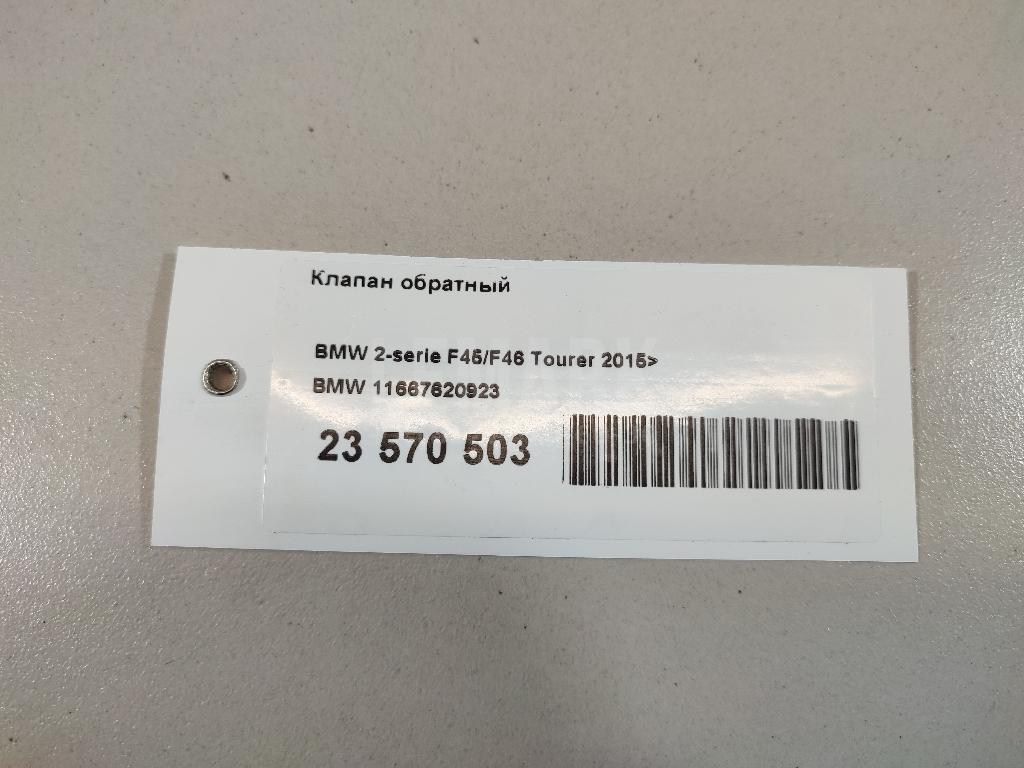 Клапан обратный
BMW 2-serie F45/F46 Tourer 2015>
BMW 11667620923
23 570 503